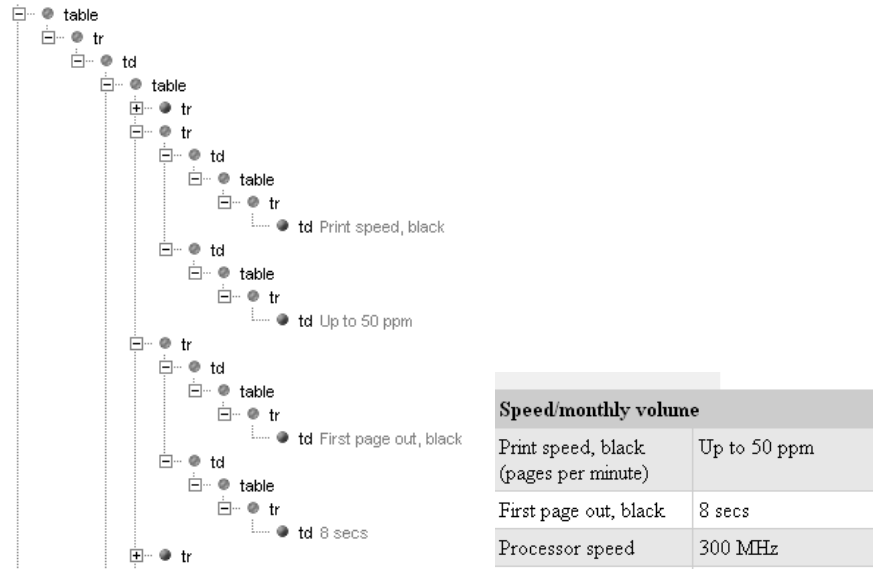 table
tr
td
table
tr
tr
td
table
tr
td Print speed, black
td
table
tr
td Up to 50 ppm
tr
td
table
tr
td First page out, black
td
table
tr
td 8 secs
tr
Speed/monthly volume
Print speed, black Up to 50 ppm
(pages per minute)
First page out, black 8 secs
Processor speed 300 MHz